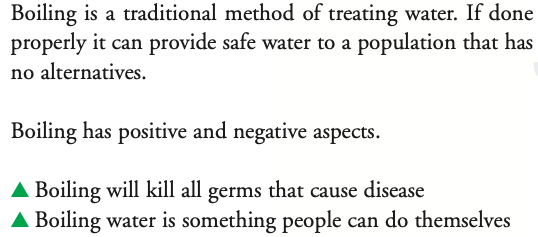 Boiling is a traditional method of treating water. If done
properly it can provide safe water to a population that has
no alternatives.
Boiling has positive and negative aspects.
▲ Boiling will kill all germs that cause disease
▲ Boiling water is something people can do themselves